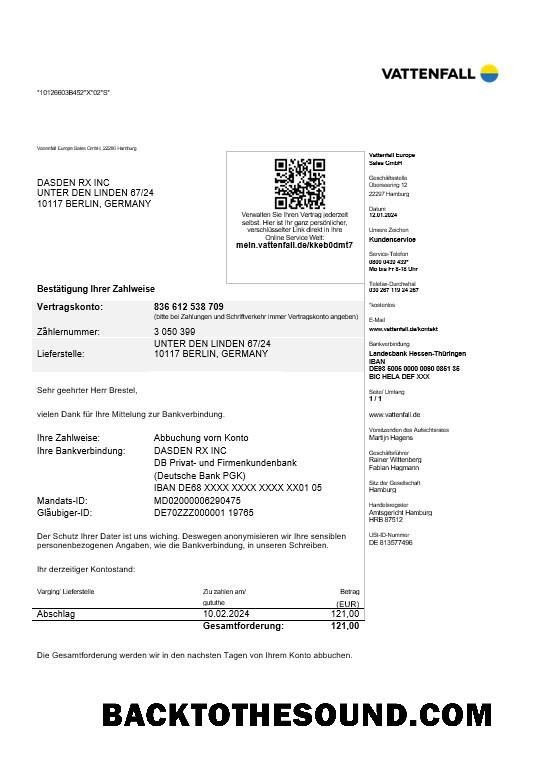 VATTENFALL
*10126603B452*X*02*S*
Vattenfall Europe Sales GmbH, 22280 Hamburg
DASDEN RX INC
UNTER DEN LINDEN 67/24
10117 BERLIN, GERMANY
Verwalten Sie Ihren Vertrag jederzeit
selbst. Hier ist Ihr ganz persönlicher,
verschlüsselter Link direkt in Ihre
Online Service Welt:
mein.vattenfall.de/kkeb0dmt7
Vattenfall Europe
Sales GmbH
Geschäftsstelle
Überseering 12
22297 Hamburg
Datum
12.01.2024
Unsere Zeichen
Kundenservice
Service-Telefon
0800 0439 439*
Mo bis Fr 8-18 Uhr
Telefax-Durchwahl
030 267 119 24 267
*kostenlos
E-Mail
www.vattenfall.de/kontakt
Bankverbindung
Landesbank Hessen-Thüringen
IBAN
DE93 5005 0000 0090 0851 35
BIC HELA DEF XXX
Seite/ Umfang
1 / 1
www.vattenfall.de
Vorsitzenden des Aufsichtsrates
Martijn Hagens
Geschäftsführer
Rainer Wittenberg
Fabian Hagmann
Sitz der Gesellschaft
Hamburg
Handelsregister
Amtsgericht Hamburg
HRB 87512
USt-ID-Nummer
DE 813577496
Bestätigung Ihrer Zahlweise
Vertragskonto: 836 612 538 709
(bitte bei Zahlungen und Schriftverkehr immer Vertragskonto angeben)
Zählernummer: 3 050 399
Lieferstelle: UNTER DEN LINDEN 67/24
10117 BERLIN, GERMANY
Sehr geehrter Herr Brestel,
vielen Dank für Ihre Mittelung zur Bankverbindung.
Ihre Zahlweise: Abbuchung vorn Konto
Ihre Bankverbindung: DASDEN RX INC
DB Privat- und Firmenkundenbank
(Deutsche Bank PGK)
IBAN DE68 XXXX XXXX XXXX XX01 05
Mandats-ID: MD02000006290475
Gläubiger-ID: DE70ZZZ000001 19765
Der Schutz Ihrer Daten ist uns wiching. Deswegen anonymisieren wir Ihre sensiblen
personenbezogenen Angaben, wie die Bankverbindung, in unseren Schreiben.
Ihr derzeitiger Kontostand:
Varging' Lieferstelle Ziu zahlen am/ Betrag
gututhe (EUR)
Abschlag 10.02.2024 121,00
Gesamtforderung: 121,00
Die Gesamtforderung werden wir in den nachsten Tagen von Ihrem Konto abbuchen.
BACKTOTHESOUND.COM